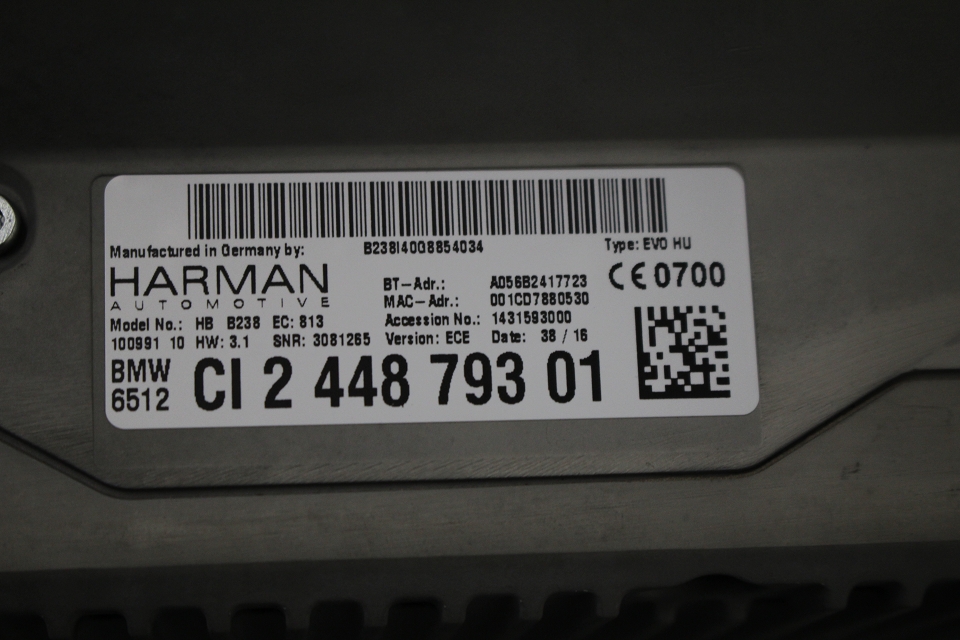 B238I4008854034
Type: EVO HU
Manufactured in Germany by:
HARMAN
AUTOMOTIVE
BT-Adr.: A056B2417723
MAC-Adr.: 001CD7880530
CE 0700
Model No.: HB B238 EC: 813
Accession No.: 1431593000
100991 10 HW: 3.1 SNR: 3081265 Version: ECE Date: 38 / 16
BMW
6512
CI 2 448 793 01